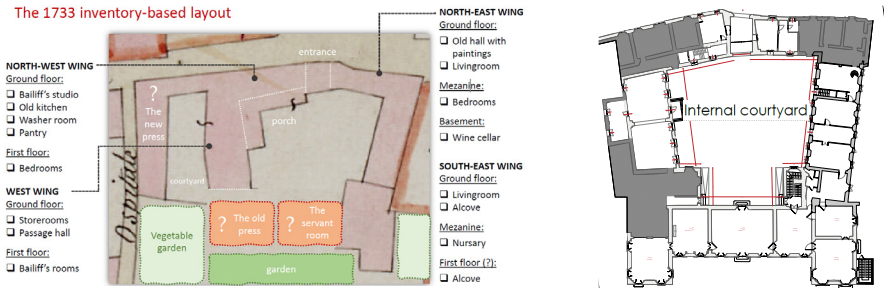 The 1733 inventory-based layout
NORTH-WEST WING
Ground floor:
Bailiff's studio
Old kitchen
Washer room
Pantry
First floor:
Bedrooms
WEST WING
Ground floor:
Storerooms
Passage hall
First floor:
Bailiff's rooms
entrance
?
The
new
press
porch
courtyard
Ospitale
Vegetable
garden
? The old
press
? The
servant
room
garden
NORTH-EAST WING
Ground floor:
Old hall with
paintings
Livingroom
Mezanine:
Bedrooms
Basement:
Wine cellar
SOUTH-EAST WING
Ground floor:
Livingroom
Alcove
Mezanine:
Nursary
First floor (?):
Alcove
Internal courtyard